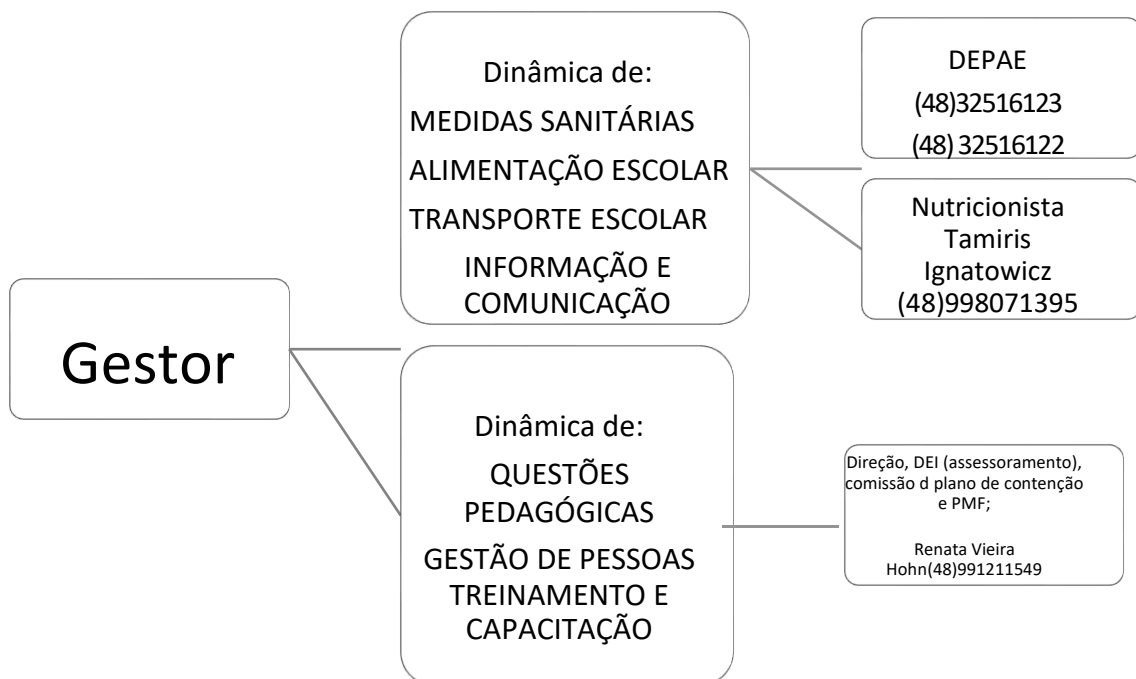 Gestor
Dinâmica de:
MEDIDAS SANITÁRIAS
ALIMENTAÇÃO ESCOLAR
TRANSPORTE ESCOLAR
INFORMAÇÃO E
COMUNICAÇÃO
DEPAE
(48)32516123
(48) 32516122
Nutricionista
Tamiris
Ignatowicz
(48)998071395
Dinâmica de:
QUESTÕES
PEDAGÓGICAS
GESTÃO DE PESSOAS
TREINAMENTO E
CAPACITAÇÃO
Direção, DEI (assessoramento),
comissão d plano de contenção
e PMF;
Renata Vieira
Hohn(48)991211549